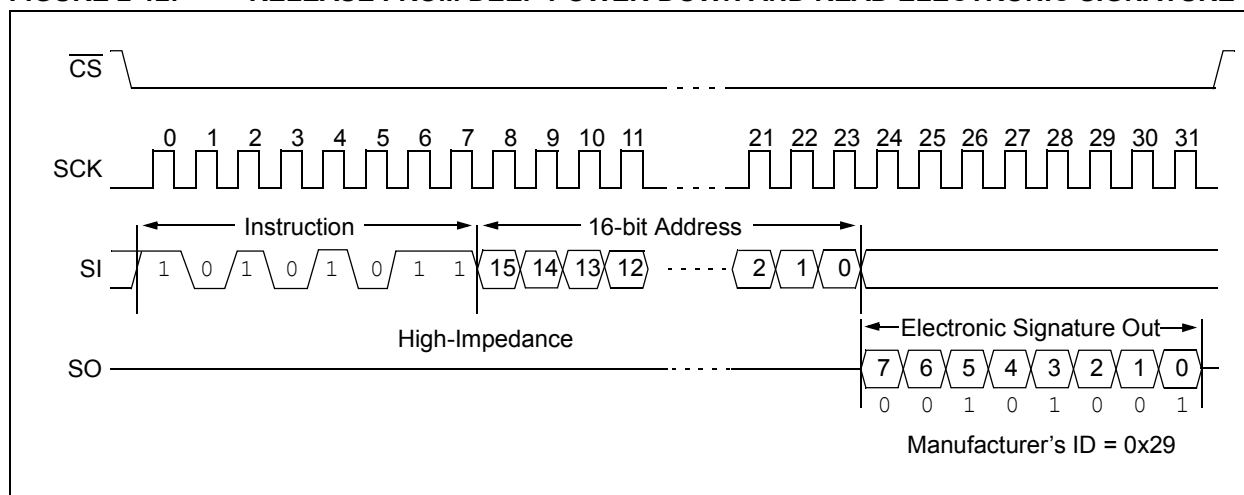 RELEASE FROM DEEP POWER-DOWN AND READ ELECTRONIC SIGNATURE
CS
0 1 2 3 4 5 6 7 8 9 10 11 21 22 23 24 25 26 27 28 29 30 31
SCK
Instruction 16-bit Address
SI 1 0 1 0 1 0 1 1 15 14 13 12 2 1 0
High-Impedance Electronic Signature Out
SO 7 6 5 4 3 2 1 0
0 0 1 0 1 0 0 1
Manufacturer's ID = 0x29